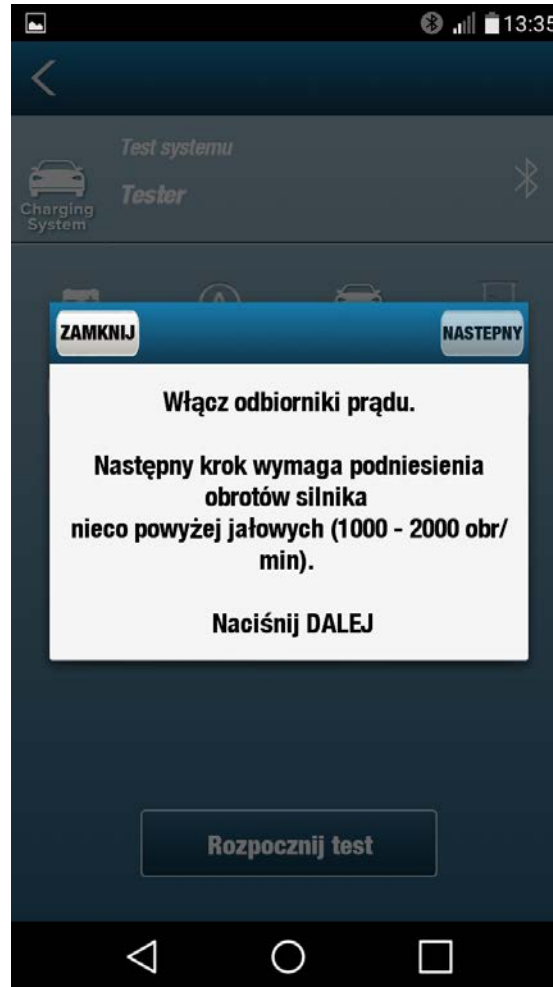 13:35
Test systemu
Tester
Charging
System
ZAMKNIJ
NASTEPNY
Włącz odbiorniki prądu.
Następny krok wymaga podniesienia
obrotów silnika
nieco powyżej jałowych (1000 - 2000 obr/
min).
Naciśnij DALEJ
Rozpocznij test